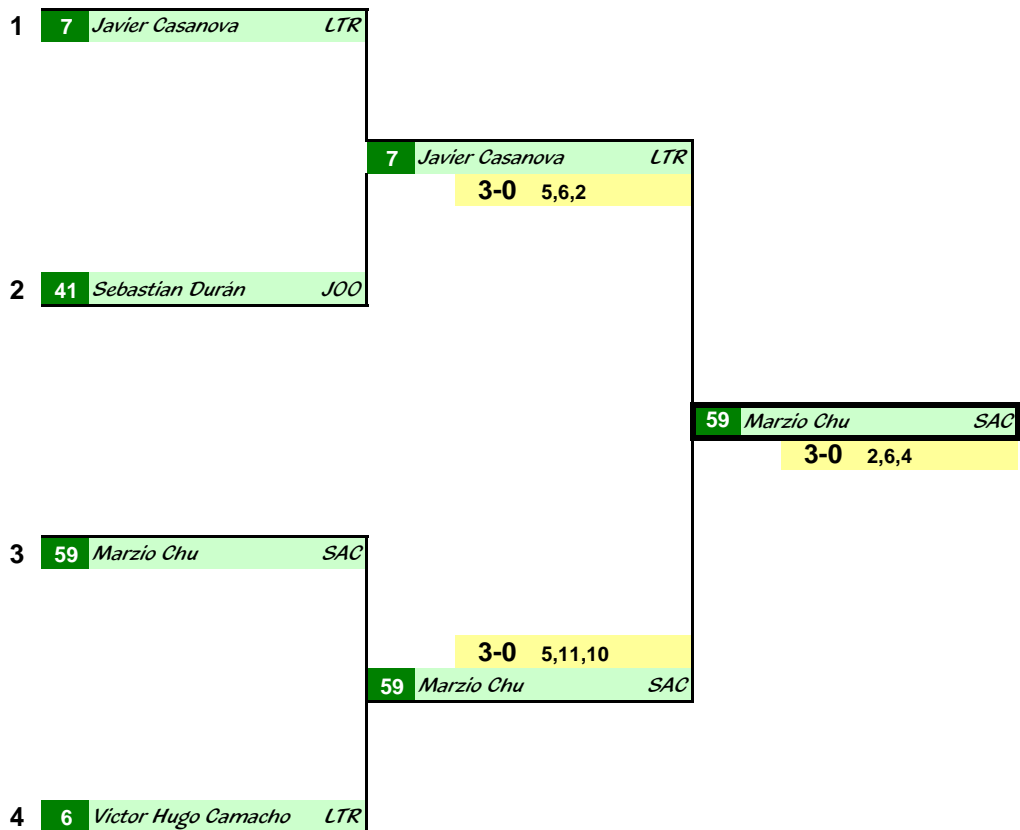 1 7 Javier Casanova LTR
7 Javier Casanova LTR
3-0 5,6,2
2 41 Sebastian Durán JOO
59 Marzio Chu SAC
3-0 2,6,4
3 59 Marzio Chu SAC
3-0 5,11,10
59 Marzio Chu SAC
4 6 Victor Hugo Camacho LTR